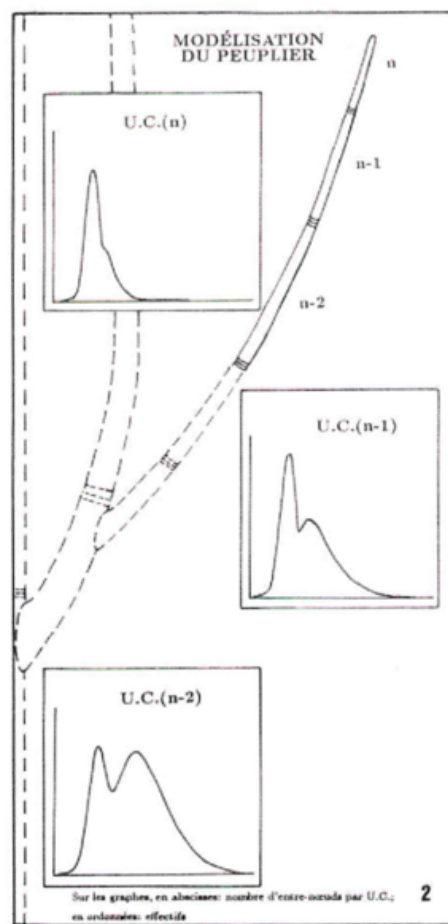 MODÉLISATION
DU PEUPLIER
n
U.C.(n)
n-1
n-2
U.C.(n-1)
U.C.(n-2)
Sur les graphes, en abscisses: nombre d'entre-nœuds par U.C.;
en ordonnées: effectifs
2